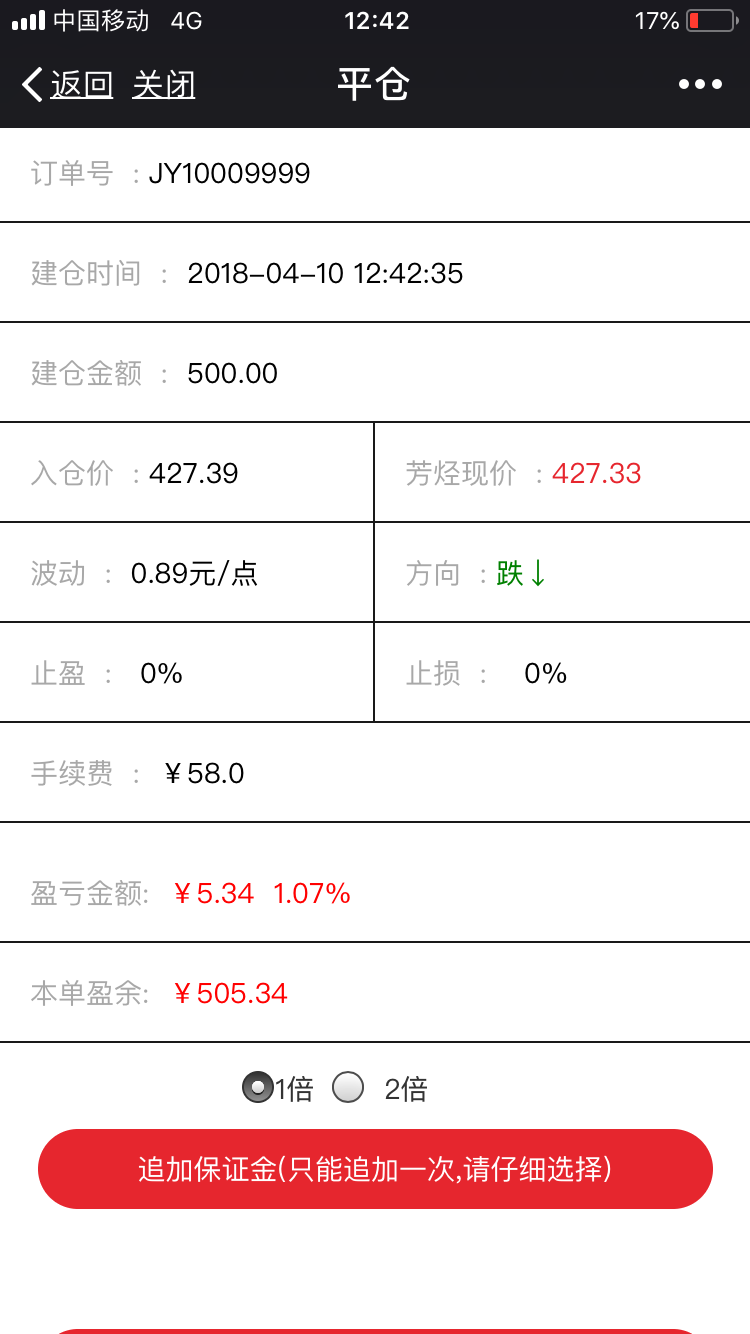 中国移动 4G 12:42 17%
返回 关闭 平仓
订单号 : JY10009999
建仓时间 : 2018-04-10 12:42:35
建仓金额 : 500.00
入仓价 : 427.39 芳烃现价 : 427.33
波动 : 0.89元/点 方向 : 跌↓
止盈 : 0% 止损 : 0%
手续费 : ¥58.0
盈亏金额: ¥5.34 1.07%
本单盈余: ¥505.34
1倍 2倍
追加保证金(只能追加一次,请仔细选择)